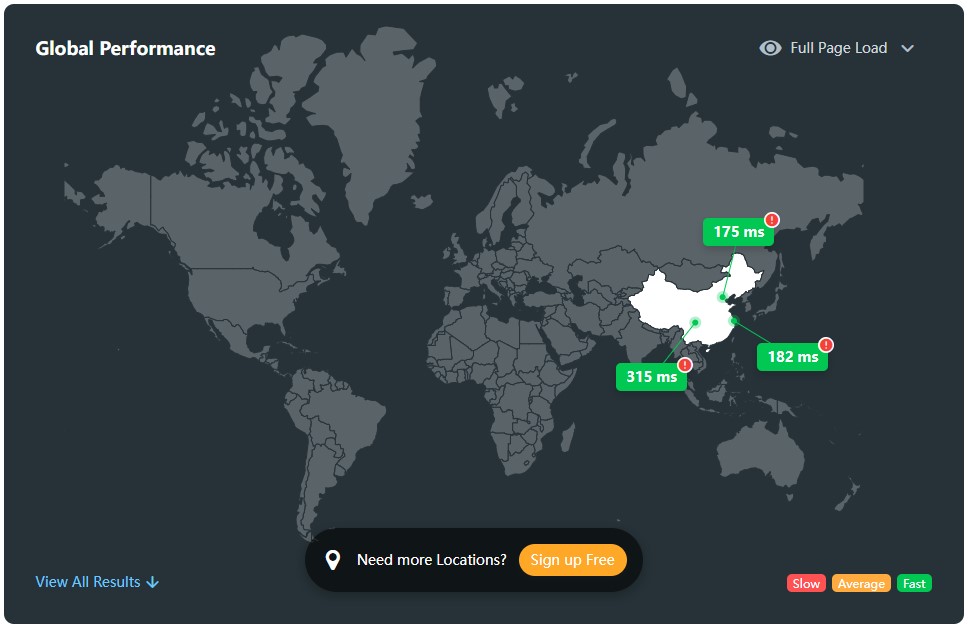 Global Performance
Full Page Load
175 ms
!
182 ms
!
315 ms
!
Need more Locations? Sign up Free
View All Results
Slow Average Fast